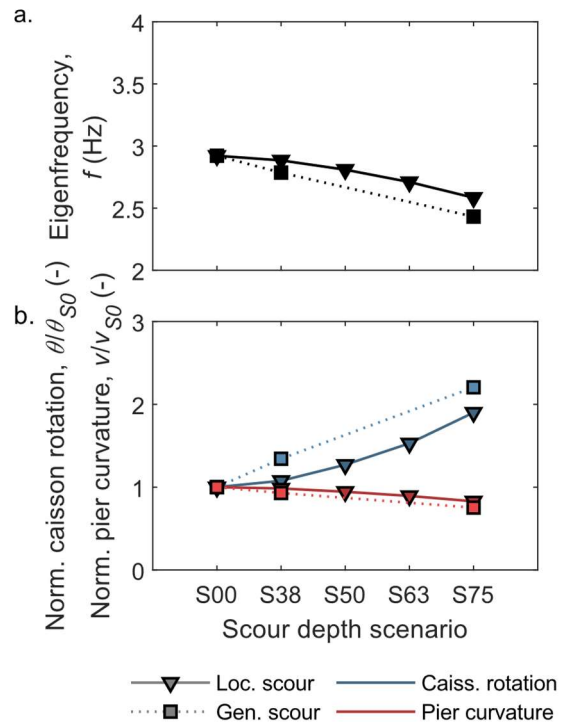 a.
Eigenfrequency,
f (Hz)
4
3.5
3
2.5
2
b.
Norm. caisson rotation, θ/θS0 (-)
Norm. pier curvature, v/vS0 (-)
3
2
1
0
S00 S38 S50 S63 S75
Scour depth scenario
Loc. scour Caiss. rotation
Gen. scour Pier curvature